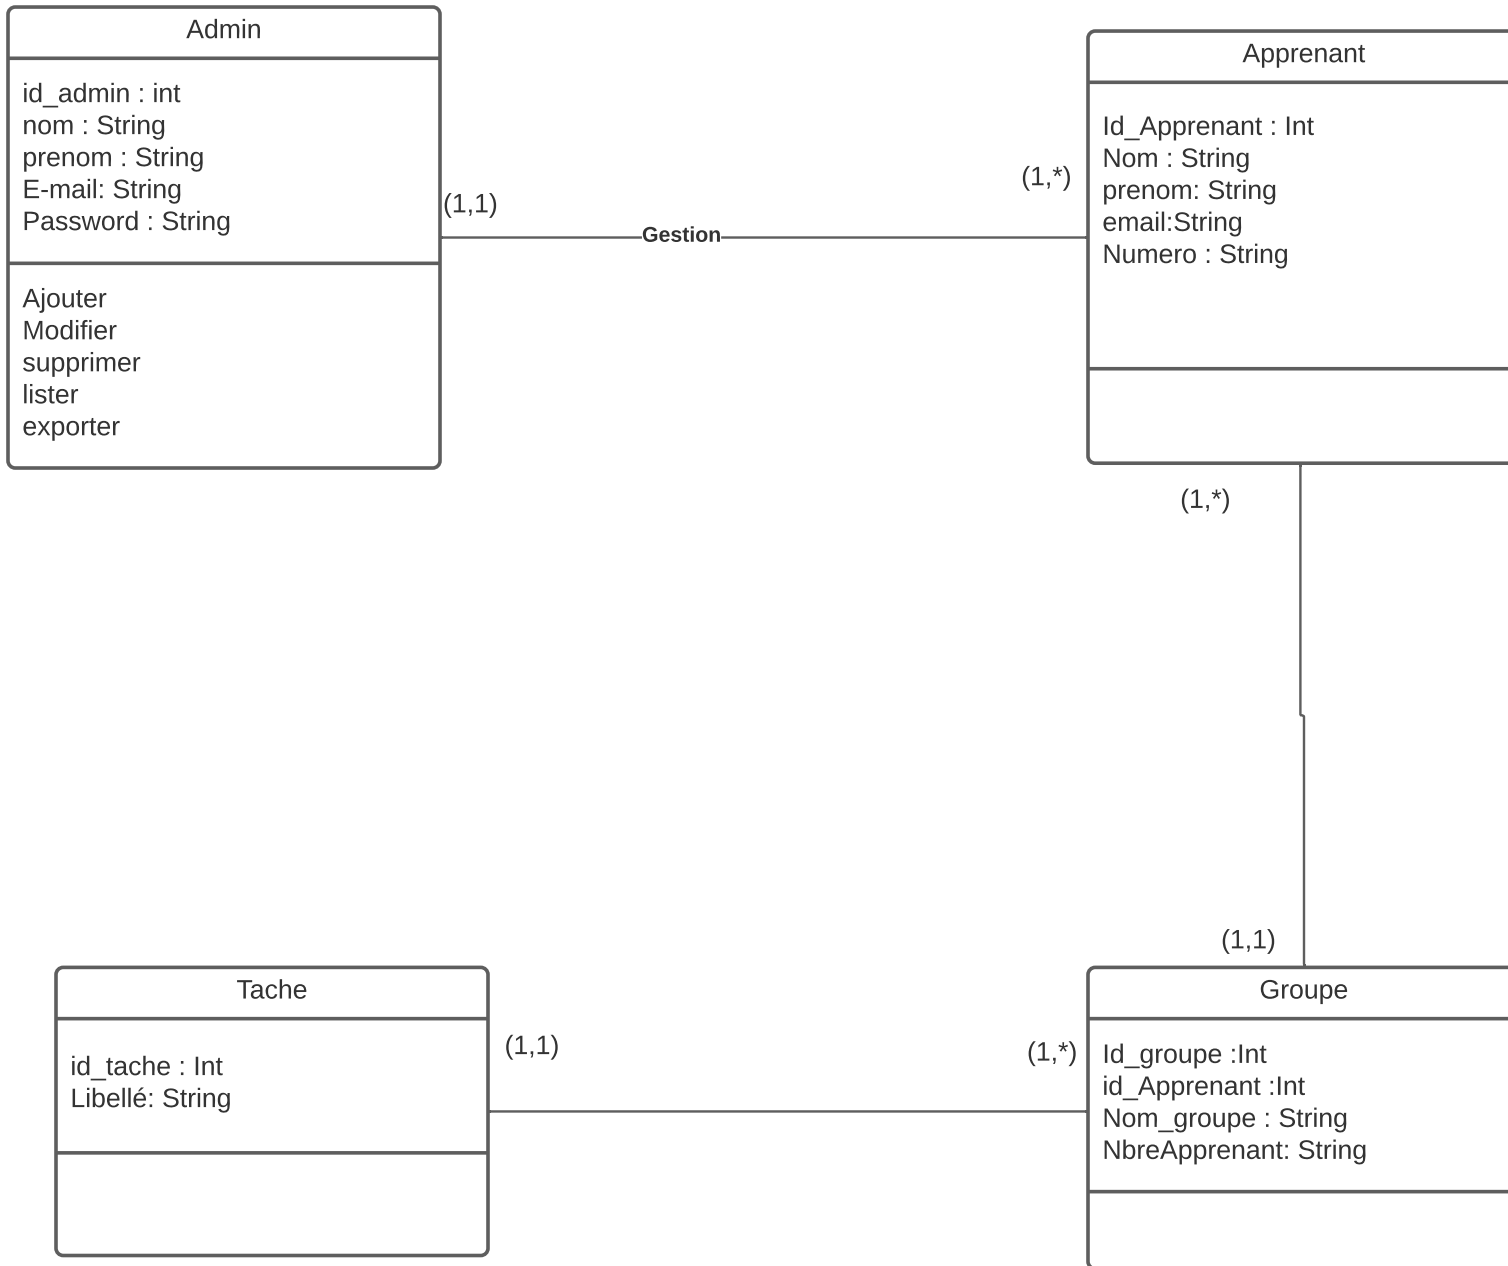 Admin
id_admin : int
nom : String
prenom : String
E-mail: String
Password : String
Ajouter
Modifier
supprimer
lister
exporter
(1,1)
Gestion
(1,*)
Apprenant
Id_Apprenant : Int
Nom : String
prenom: String
email:String
Numero : String
(1,*)
(1,1)
Tache
id_tache : Int
Libellé: String
(1,1)
(1,*)
Groupe
Id_groupe :Int
id_Apprenant :Int
Nom_groupe : String
NbreApprenant: String